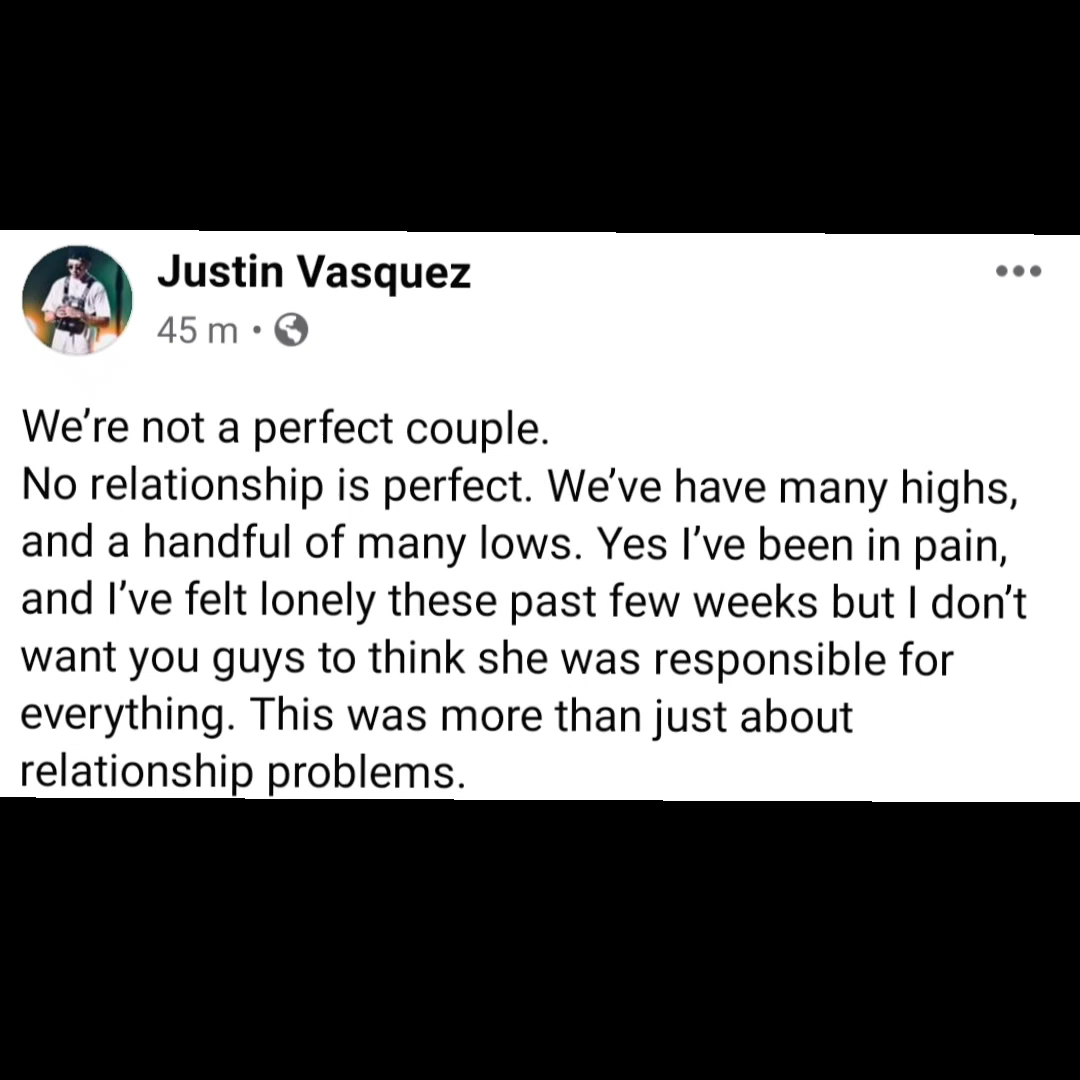 Justin Vasquez
45 m •
We're not a perfect couple.
No relationship is perfect. We've have many highs,
and a handful of many lows. Yes I've been in pain,
and I've felt lonely these past few weeks but I don't
want you guys to think she was responsible for
everything. This was more than just about
relationship problems.